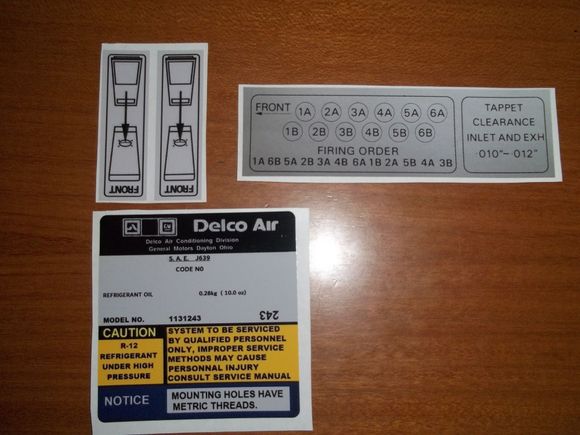 FRONT
FRONT
FRONT 1A 2A 3A 4A 5A 6A
1B 2B 3B 4B 5B 6B
FIRING ORDER
1A 6B 5A 2B 3A 4B 6A 1B 2A 5B 4A 3B
TAPPET
CLEARANCE
INLET AND EXH
·010"–·012"
GM
Delco Air
Delco Air Conditioning Division
General Motors Dayton Ohio
S. A. E. J639
CODE NO
REFRIGERANT OIL 0.28kg ( 10.0 oz)
MODEL NO. 1131243 243
CAUTION
R-12
REFRIGERANT
UNDER HIGH
PRESSURE
SYSTEM TO BE SERVICED
BY QUALIFIED PERSONNEL
ONLY, IMPROPER SERVICE
METHODS MAY CAUSE
PERSONNAL INJURY
CONSULT SERVICE MANUAL
NOTICE
MOUNTING HOLES HAVE
METRIC THREADS.